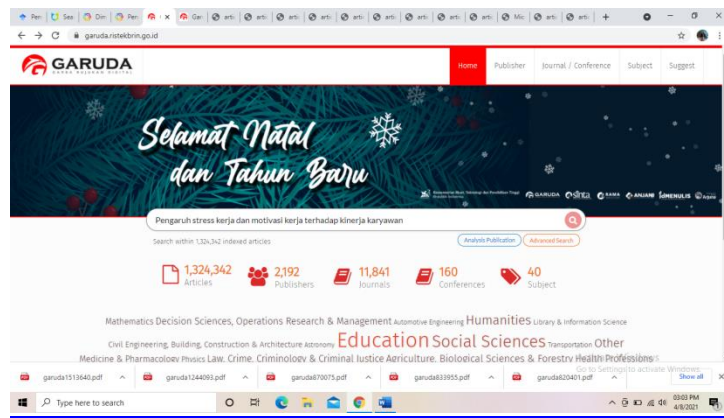 garuda.ristekbrin.go.id
GARUDA
GARBA RUJUKAN DIGITAL
Home Publisher Journal / Conference Subject Suggest
Selamat Natal
dan Tahun Baru
GARUDA sinta RAMA ANJANI
Pengaruh stress kerja dan motivasi kerja terhadap kinerja karyawan
Search within 1,324,342 indexed articles
Analysis Publication Advanced Search
1,324,342 2,192 11,841 160 40
Articles Publishers Journals Conferences Subject
Mathematics Decision Sciences, Operations Research & Management Automotive Engineering Humanities Library & Information Science
Civil Engineering, Building, Construction & Architecture Astronomy Education Social Sciences Transportation Other
Medicine & Pharmacology Physics Law, Crime, Criminology & Criminal Justice Agriculture, Biological Sciences & Forestry Health Professions
Go to Settings to activate Windows.
garuda1513640.pdf garuda1244093.pdf garuda870075.pdf garuda833955.pdf garuda820401.pdf Show all
Type here to search
03:03 PM
4/8/2021